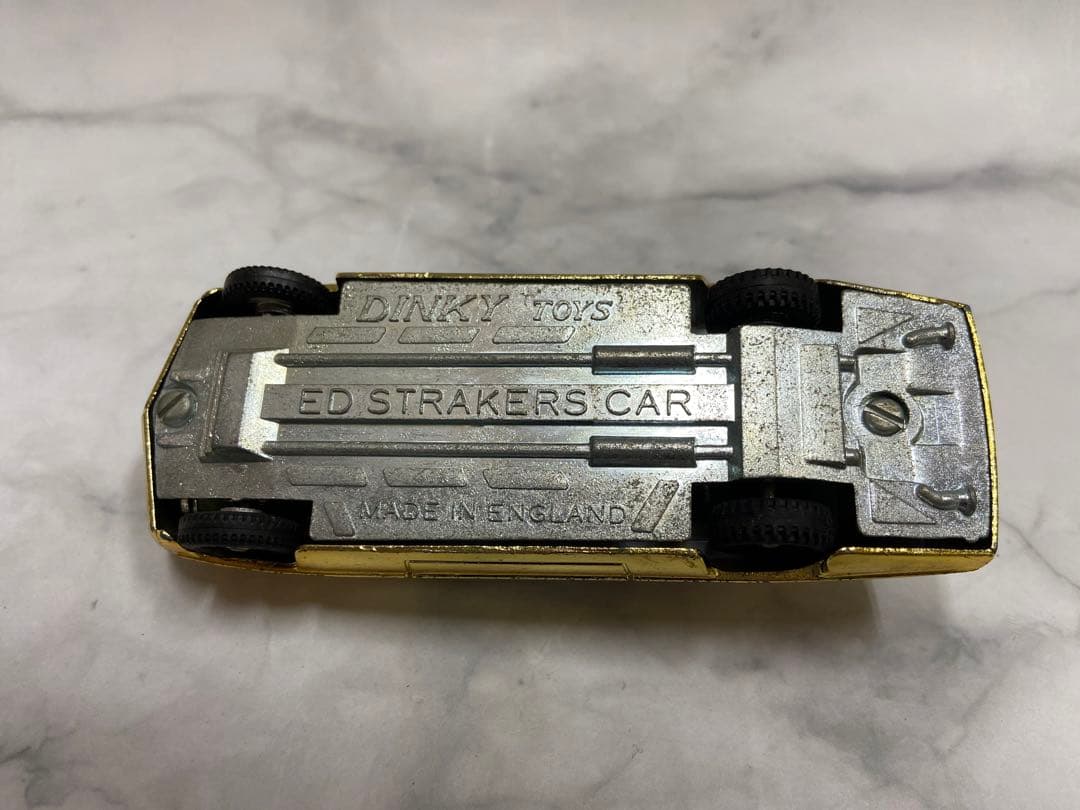 DINKY TOYS
ED STRAKERS CAR
MADE IN ENGLAND